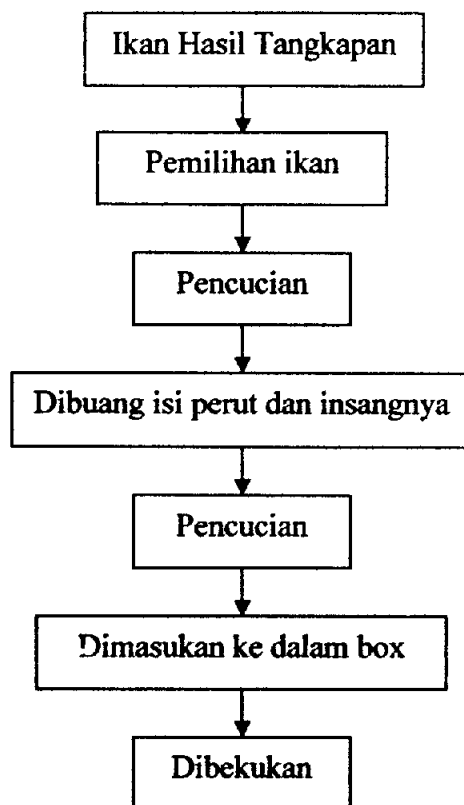 Ikan Hasil Tangkapan
Pemilihan ikan
Pencucian
Dibuang isi perut dan insangnya
Pencucian
Dimasukan ke dalam box
Dibekukan